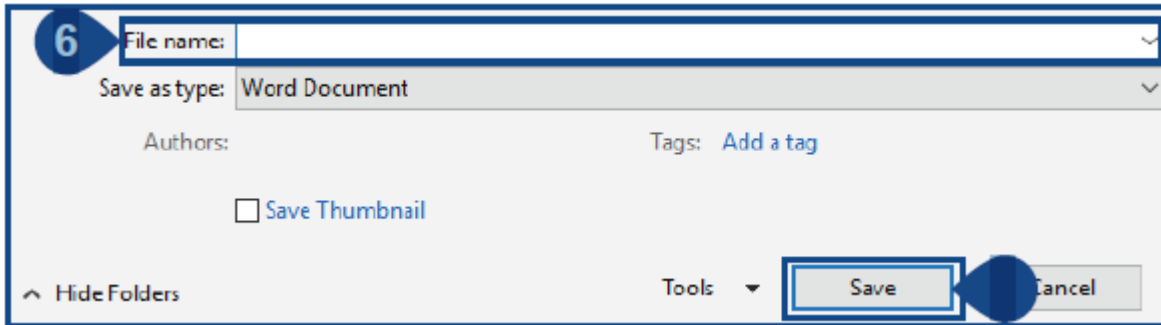 6 File name:
Save as type: Word Document
Authors: Tags: Add a tag
Save Thumbnail
Hide Folders Tools Save Cancel